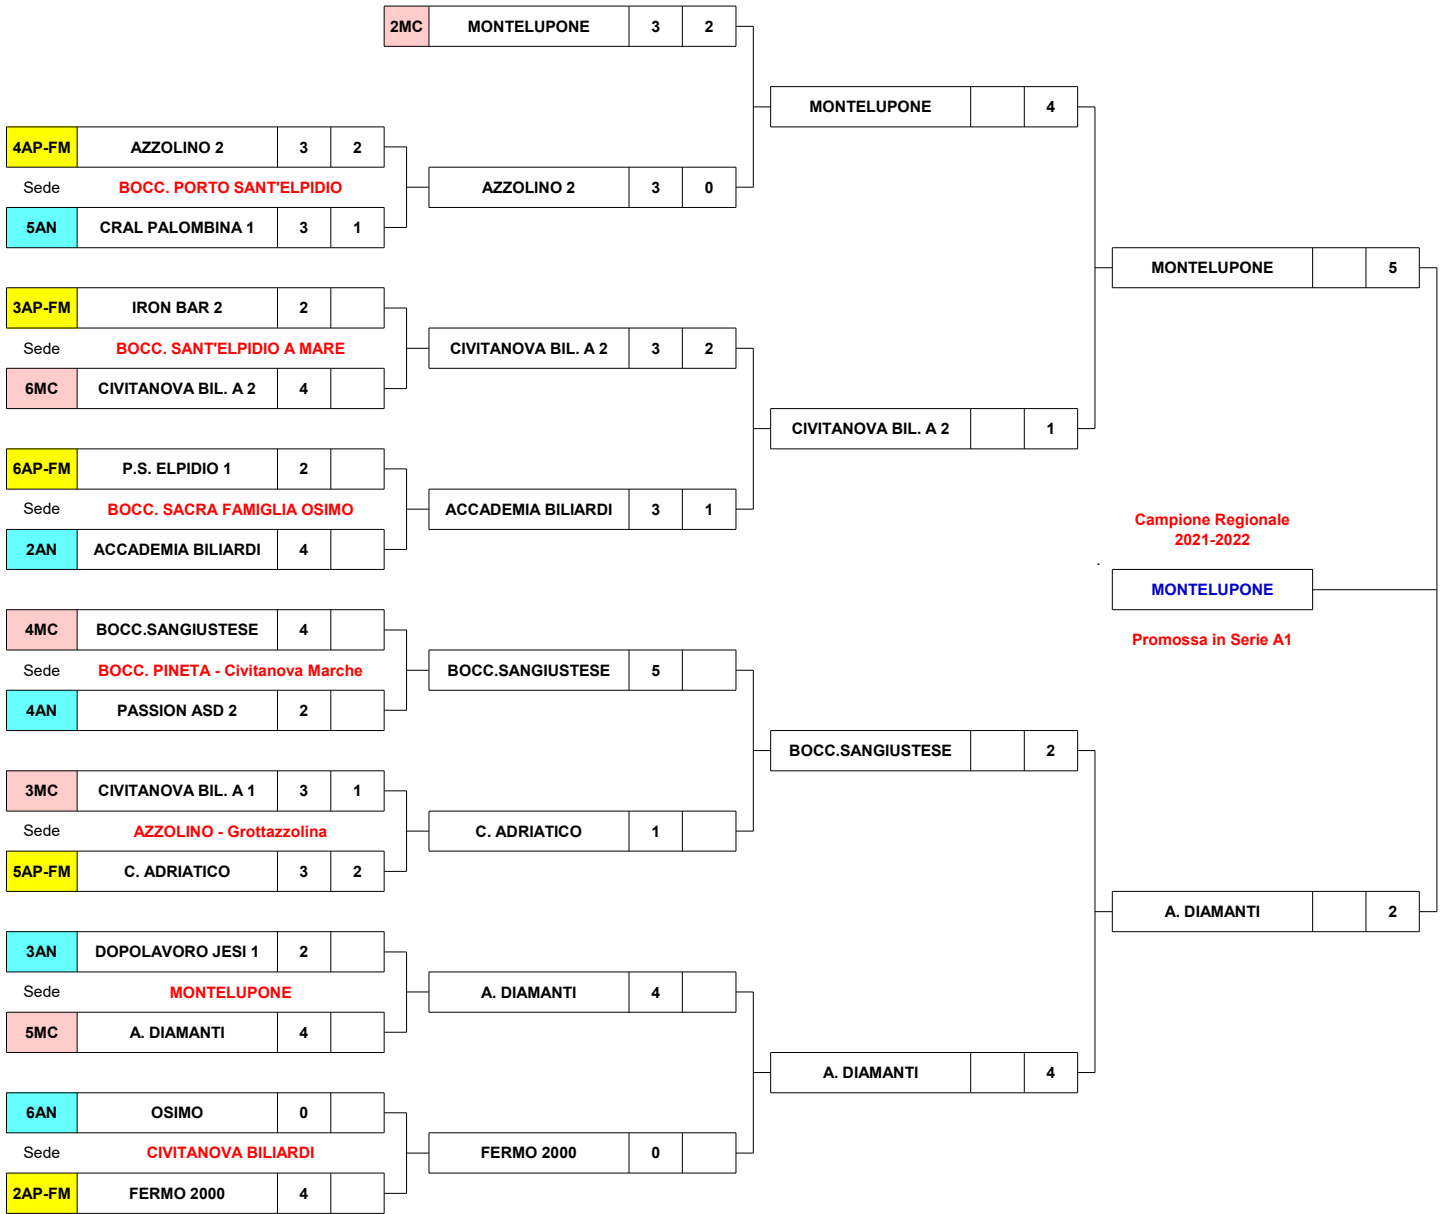 2MC MONTELUPONE 3 2
MONTELUPONE 4
4AP-FM AZZOLINO 2 3 2
Sede BOCC. PORTO SANT'ELPIDIO
AZZOLINO 2 3 0
5AN CRAL PALOMBINA 1 3 1
MONTELUPONE 5
3AP-FM IRON BAR 2 2
Sede BOCC. SANT'ELPIDIO A MARE
CIVITANOVA BIL. A 2 3 2
6MC CIVITANOVA BIL. A 2 4
CIVITANOVA BIL. A 2 1
6AP-FM P.S. ELPIDIO 1 2
Sede BOCC. SACRA FAMIGLIA OSIMO
ACCADEMIA BILIARDI 3 1
2AN ACCADEMIA BILIARDI 4
Campione Regionale
2021-2022
.
MONTELUPONE
Promossa in Serie A1
4MC BOCC.SANGIUSTESE 4
Sede BOCC. PINETA - Civitanova Marche
BOCC.SANGIUSTESE 5
4AN PASSION ASD 2 2
BOCC.SANGIUSTESE 2
3MC CIVITANOVA BIL. A 1 3 1
Sede AZZOLINO - Grottazzolina
C. ADRIATICO 1
5AP-FM C. ADRIATICO 3 2
A. DIAMANTI 2
3AN DOPOLAVORO JESI 1 2
Sede MONTELUPONE
A. DIAMANTI 4
5MC A. DIAMANTI 4
A. DIAMANTI 4
6AN OSIMO 0
Sede CIVITANOVA BILIARDI
FERMO 2000 0
2AP-FM FERMO 2000 4